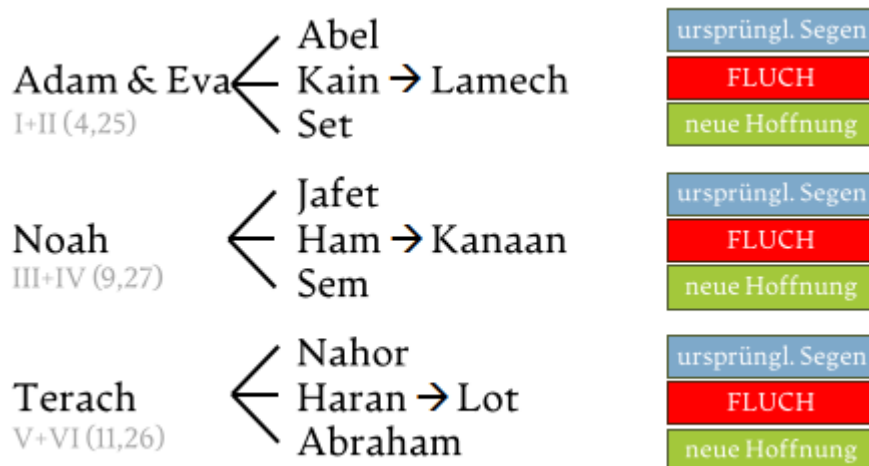 Abel ursprüngl. Segen
Adam & Eva Kain → Lamech FLUCH
I+II (4,25) Set neue Hoffnung
Jafet ursprüngl. Segen
Noah Ham → Kanaan FLUCH
III+IV (9,27) Sem neue Hoffnung
Nahor ursprüngl. Segen
Terach Haran → Lot FLUCH
V+VI (11,26) Abraham neue Hoffnung